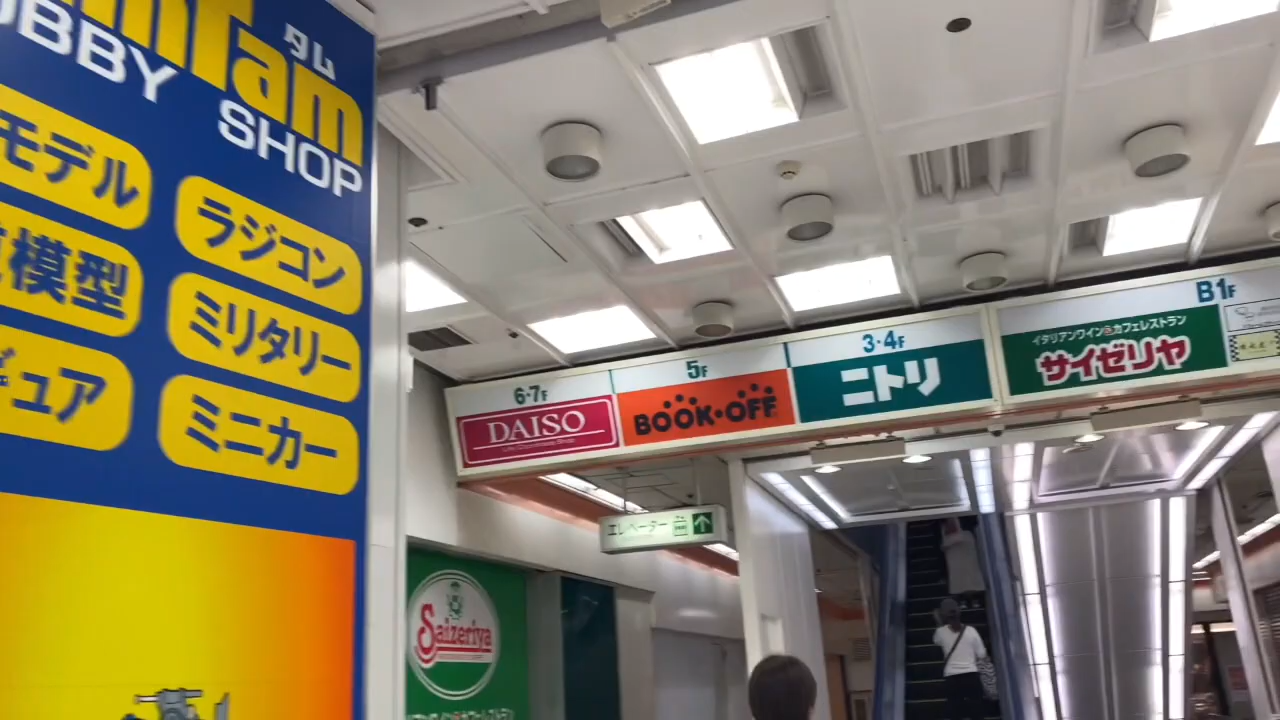 タム
Tam
HOBBY
SHOP
モデル
ラジコン
模型
ミリタリー
ュア
ミニカー
6・7F
DAISO
5F
BOOK・OFF
3・4F
ニトリ
B1F
イタリアンワイン&カフェレストラン
サイゼリヤ
エレベーター
Saizeriya